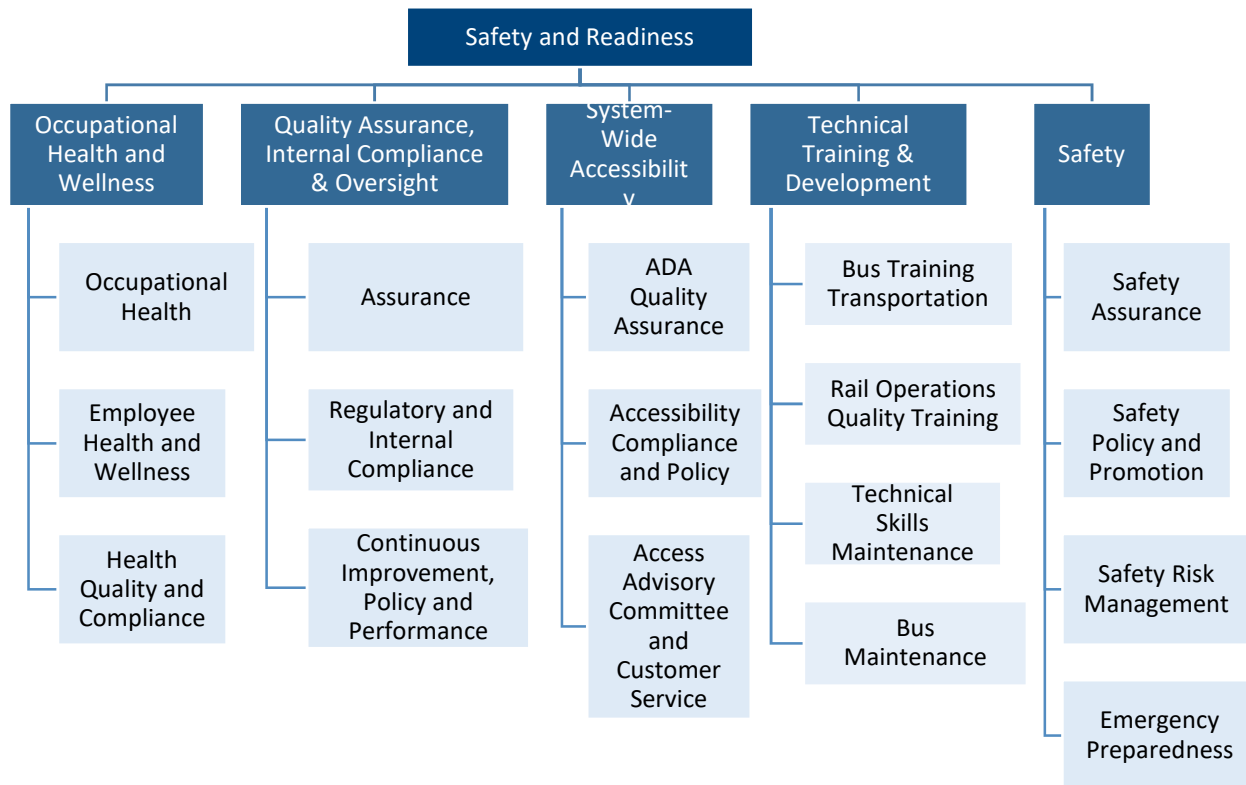 Safety and Readiness
Occupational
Health and
Wellness
Quality Assurance,
Internal Compliance
& Oversight
System-
Wide
Accessibilit
y
Technical
Training &
Development
Safety
Occupational
Health
Employee
Health and
Wellness
Health
Quality and
Compliance
Assurance
Regulatory and
Internal
Compliance
Continuous
Improvement,
Policy and
Performance
ADA
Quality
Assurance
Accessibility
Compliance
and Policy
Access
Advisory
Committee
and
Customer
Service
Bus Training
Transportation
Rail Operations
Quality Training
Technical
Skills
Maintenance
Bus
Maintenance
Safety
Assurance
Safety
Policy and
Promotion
Safety Risk
Management
Emergency
Preparedness